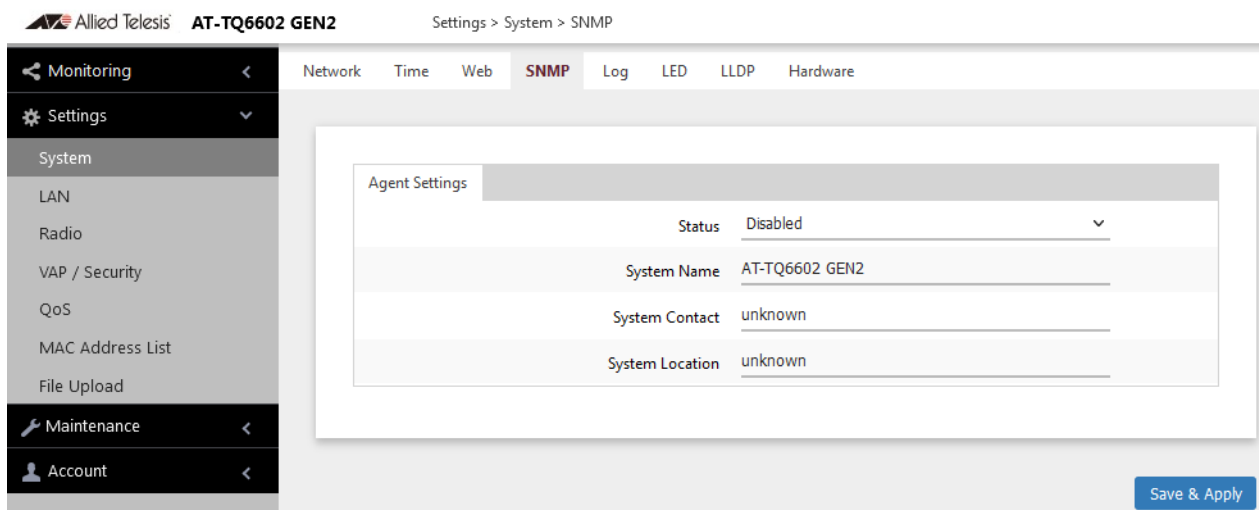 Allied Telesis AT-TQ6602 GEN2 Settings > System > SNMP
Monitoring
Network Time Web SNMP Log LED LLDP Hardware
Settings
System
LAN
Radio
VAP / Security
QoS
MAC Address List
File Upload
Maintenance
Account
Agent Settings
Status Disabled
System Name AT-TQ6602 GEN2
System Contact unknown
System Location unknown
Save & Apply